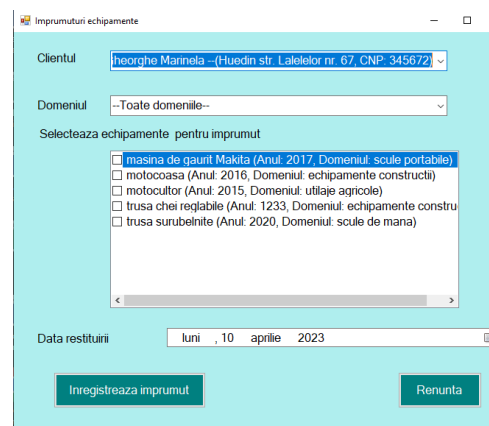 Imprumuturi echipamente
Clientul
Gheorghe Marinela --(Huedin str. Lalelelor nr. 67, CNP: 345672)
Domeniul
--Toate domeniile--
Selecteaza echipamente pentru imprumut
masina de gaurit Makita (Anul: 2017, Domeniul: scule portabile)
motocoasa (Anul: 2016, Domeniul: echipamente constructii)
motocultor (Anul: 2015, Domeniul: utilaje agricole)
trusa chei reglabile (Anul: 1233, Domeniul: echipamente constru
trusa surubelnite (Anul: 2020, Domeniul: scule de mana)
Data restituirii
luni , 10 aprilie 2023
Inregistreaza imprumut
Renunta